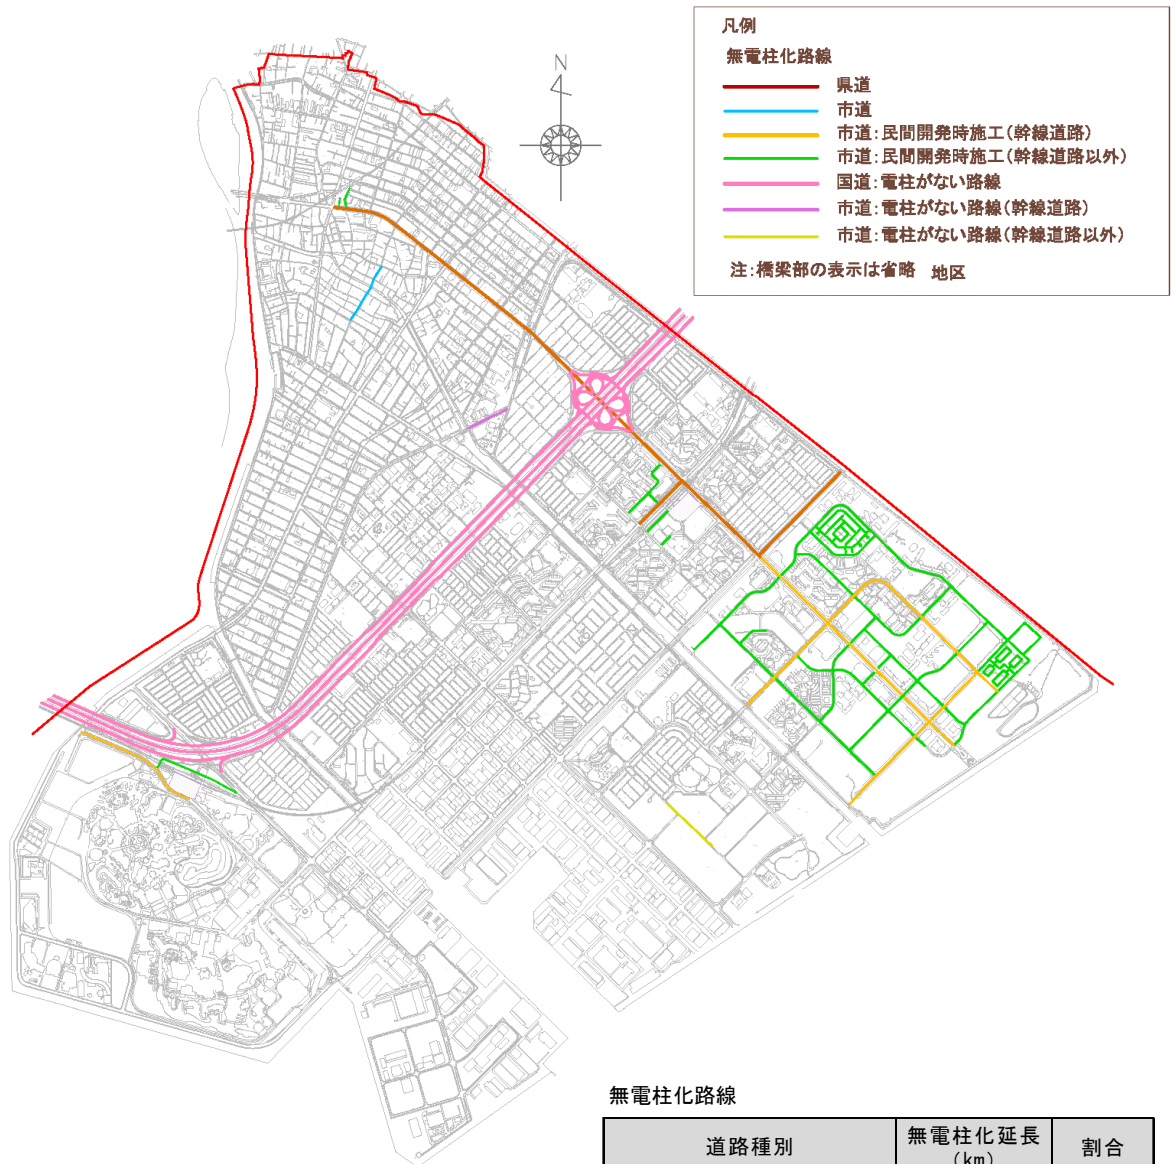 凡例
無電柱化路線
県道
市道
市道:民間開発時施工(幹線道路)
市道:民間開発時施工(幹線道路以外)
国道:電柱がない路線
市道:電柱がない路線(幹線道路)
市道:電柱がない路線(幹線道路以外)
注:橋梁部の表示は省略 地区
N
無電柱化路線
道路種別 無電柱化延長 割合
(km)